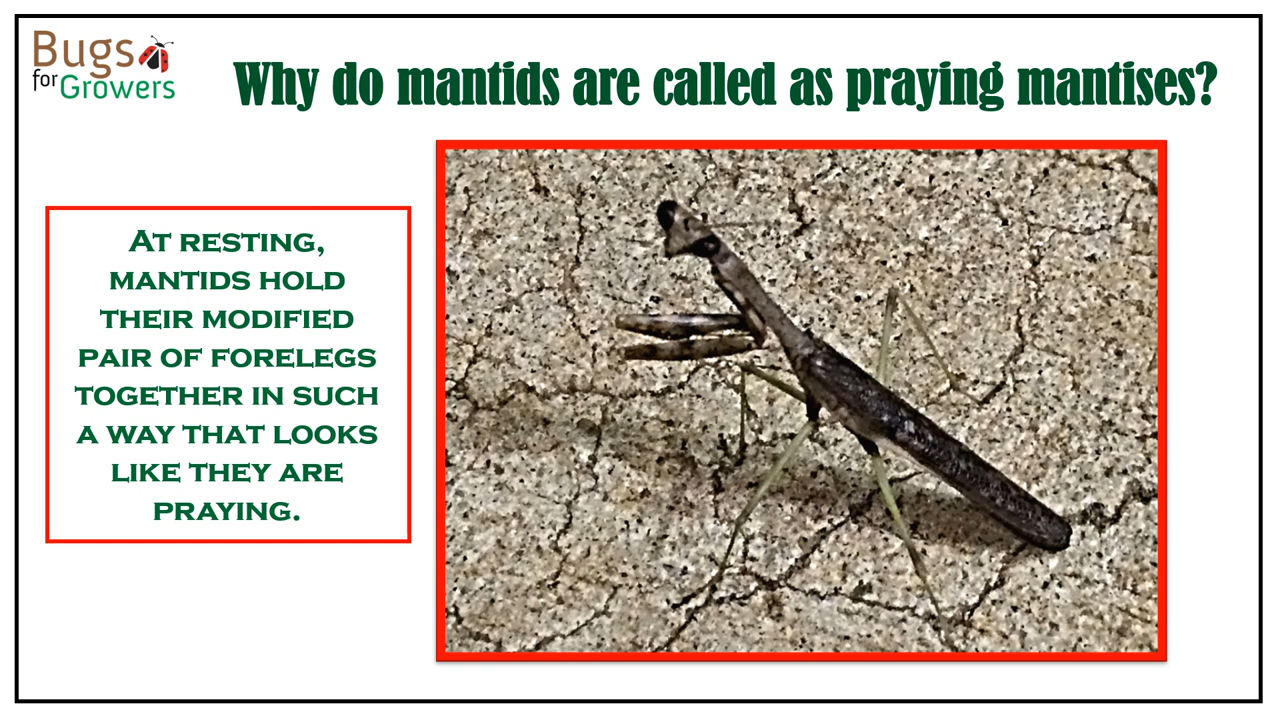 Bugs
for Growers
Why do mantids are called as praying mantises?
At resting,
mantids hold
their modified
pair of forelegs
together in such
a way that looks
like they are
praying.